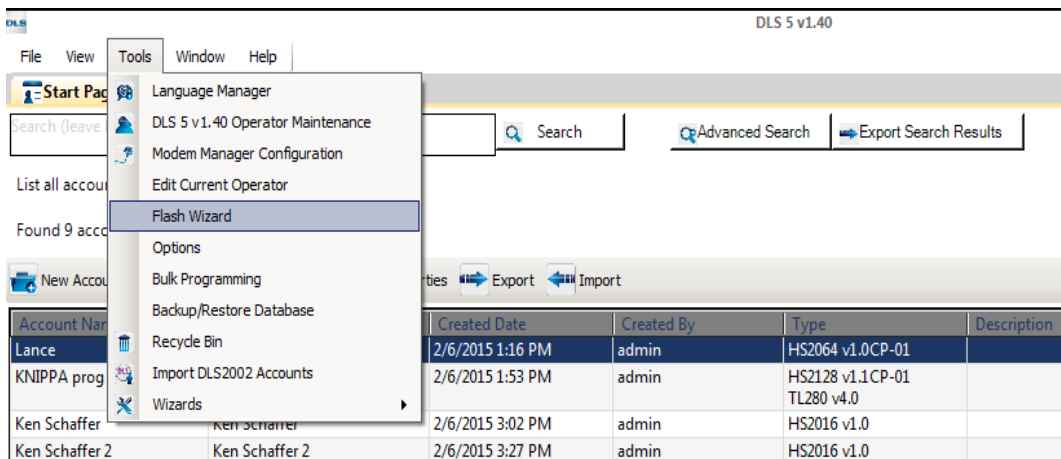 DLS
DLS 5 v1.40
File View Tools Window Help
Start Pag
Language Manager
Search (leave
DLS 5 v1.40 Operator Maintenance
Search
Advanced Search
Export Search Results
Modem Manager Configuration
List all accou
Edit Current Operator
Flash Wizard
Found 9 acco
Options
New Accou
Bulk Programming
rties
Export
Import
Backup/Restore Database
Account Nar
Created Date Created By Type Description
Recycle Bin
Lance 2/6/2015 1:16 PM admin HS2064 v1.0CP-01
Import DLS2002 Accounts
KNIPPA prog 2/6/2015 1:53 PM admin HS2128 v1.1CP-01
TL280 v4.0
Wizards
Ken Schaffer Ken Schaffer 2/6/2015 3:02 PM admin HS2016 v1.0
Ken Schaffer 2 Ken Schaffer 2 2/6/2015 3:27 PM admin HS2016 v1.0